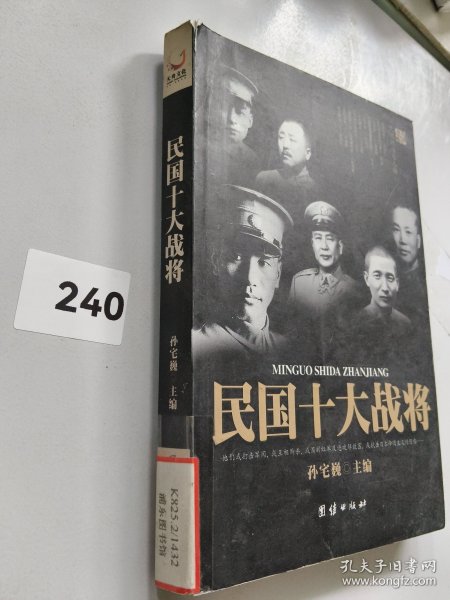 240
民国十大战将
孙宅巍 主编
K825.2/1432
MINGUO SHIDA ZHANJIANG
民国十大战将
孙宅巍 主编
团结出版社
孔夫子旧书网
www.kongfz.com